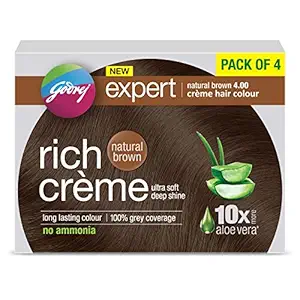 Godrej
NEW
expert
natural brown 4.00
crème hair colour
PACK OF 4
rich
natural
brown
crème
ultra soft
deep shine
long lasting colour | 100% grey coverage
no ammonia
10x
more
aloe vera*